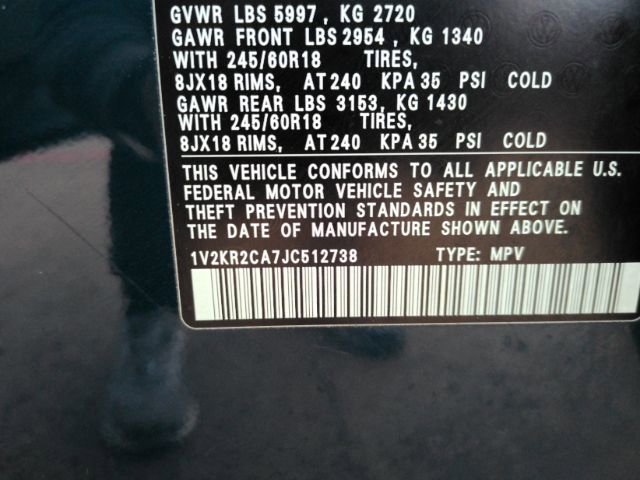 GVWR LBS 5997 , KG 2720
GAWR FRONT LBS 2954 , KG 1340
WITH 245/60R18 TIRES,
8JX18 RIMS, AT 240 KPA 35 PSI COLD
GAWR REAR LBS 3153, KG 1430
WITH 245/60R18 TIRES,
8JX18 RIMS, AT 240 KPA 35 PSI COLD
THIS VEHICLE CONFORMS TO ALL APPLICABLE U.S.
FEDERAL MOTOR VEHICLE SAFETY AND
THEFT PREVENTION STANDARDS IN EFFECT ON
THE DATE OF MANUFACTURE SHOWN ABOVE.
1V2KR2CA7JC512738 TYPE: MPV